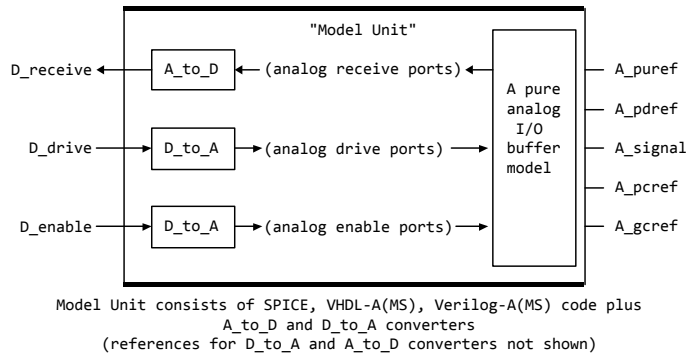 "Model Unit"
D_receive
A_to_D
(analog receive ports)
A_puref
A pure
analog
I/O
buffer
model
A_pdref
D_drive
D_to_A
(analog drive ports)
A_signal
A_pcref
D_enable
D_to_A
(analog enable ports)
A_gcref
Model Unit consists of SPICE, VHDL-A(MS), Verilog-A(MS) code plus
A_to_D and D_to_A converters
(references for D_to_A and A_to_D converters not shown)